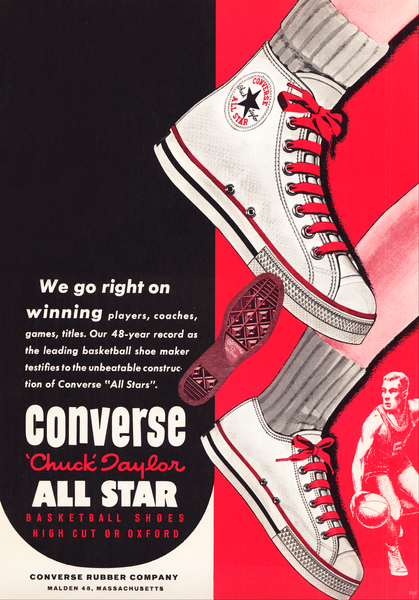 CONVERSE
ALL STAR
We go right on
winning players, coaches,
games, titles. Our 48-year record as
the leading basketball shoe maker
testifies to the unbeatable construc-
tion of Converse "All Stars".
converse
'Chuck' Taylor
ALL STAR
BASKETBALL SHOES
HIGH CUT OR OXFORD
CONVERSE RUBBER COMPANY
MALDEN 48, MASSACHUSETTS